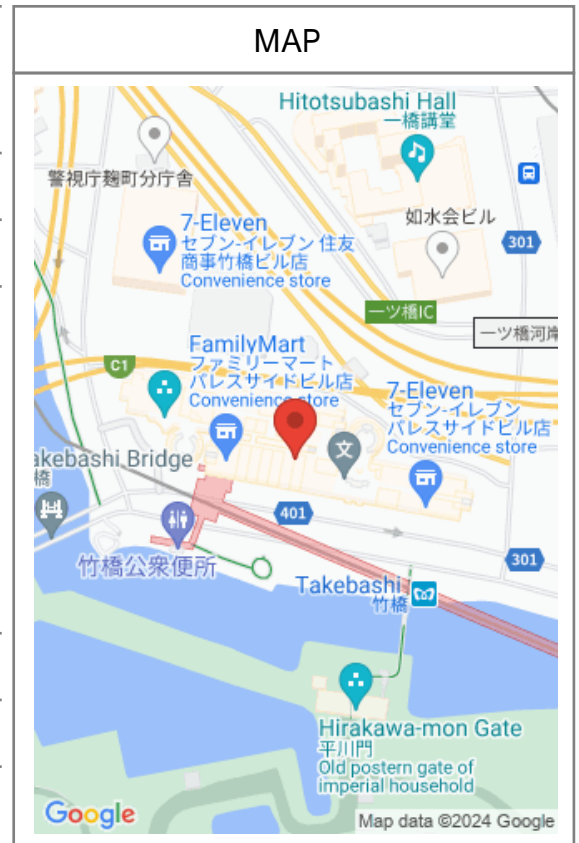 MAP
Hitotsubashi Hall
一橋講堂
警視庁麹町分庁舎
7-Eleven
セブン-イレブン 住友
商事竹橋ビル店
Convenience store
如水会ビル
301
一ツ橋IC
一ツ橋河岸
C1
FamilyMart
ファミリーマート
パレスサイドビル店
Convenience store
7-Eleven
セブン-イレブン
パレスサイドビル店
Convenience store
文
akebashi Bridge
橋
401
竹橋公衆便所
301
Takebashi
竹橋
Hirakawa-mon Gate
平川門
Old postern gate of
imperial household
Google
Map data ©2024 Google